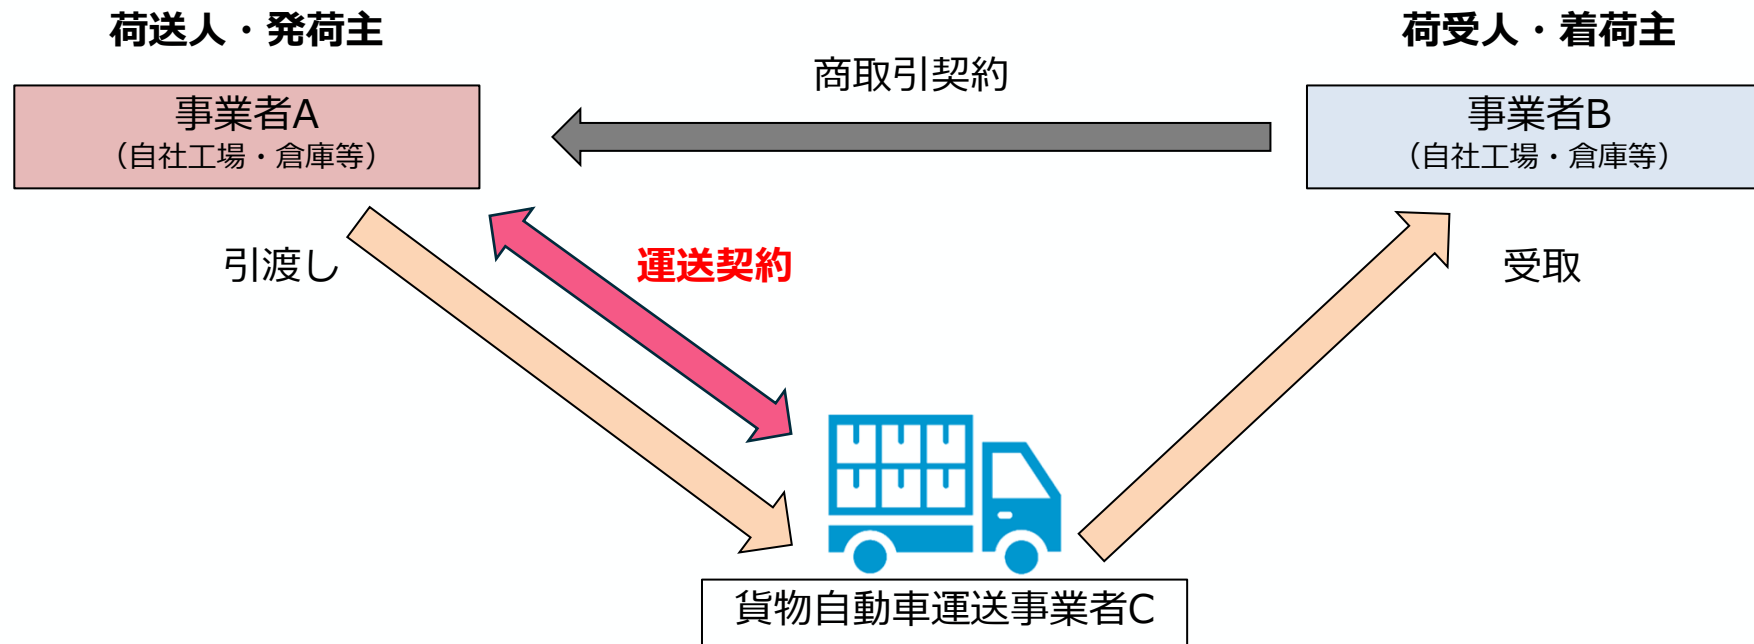 荷送人・発荷主
荷受人・着荷主
商取引契約
事業者A
（自社工場・倉庫等）
事業者B
（自社工場・倉庫等）
引渡し
運送契約
受取
貨物自動車運送事業者C